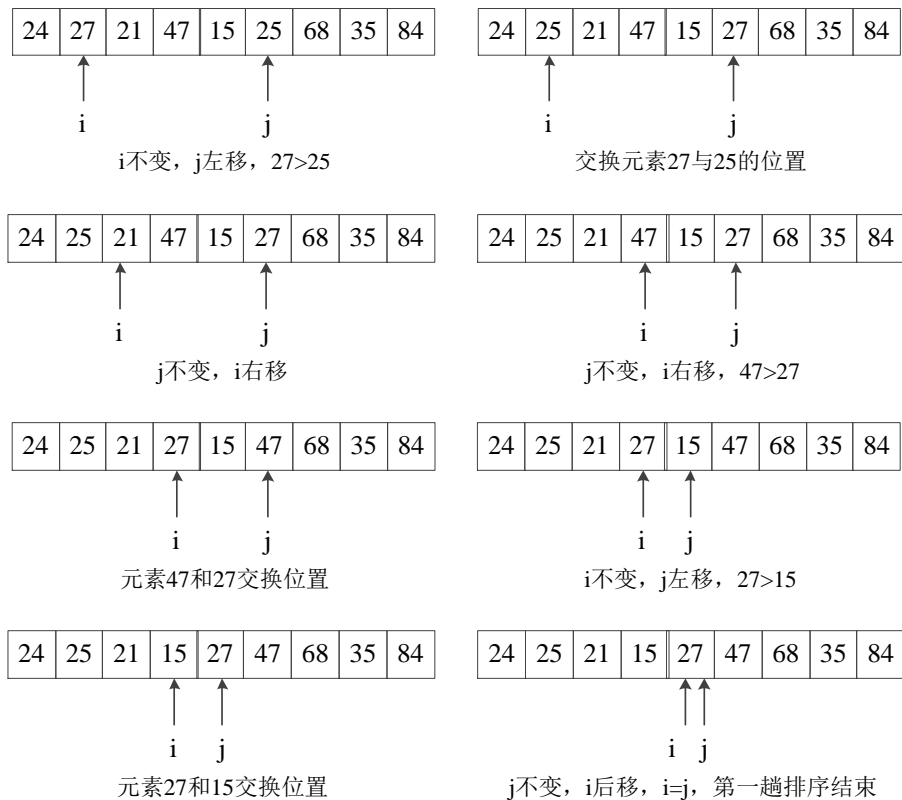 24 27 21 47 15 25 68 35 84
i j
i不变，j左移，27>25
24 25 21 47 15 27 68 35 84
i j
交换元素27与25的位置
24 25 21 47 15 27 68 35 84
i j
j不变，i右移
24 25 21 47 15 27 68 35 84
i j
j不变，i右移，47>27
24 25 21 27 15 47 68 35 84
i j
元素47和27交换位置
24 25 21 27 15 47 68 35 84
i j
i不变，j左移，27>15
24 25 21 15 27 47 68 35 84
i j
元素27和15交换位置
24 25 21 15 27 47 68 35 84
i j
j不变，i后移，i=j，第一趟排序结束